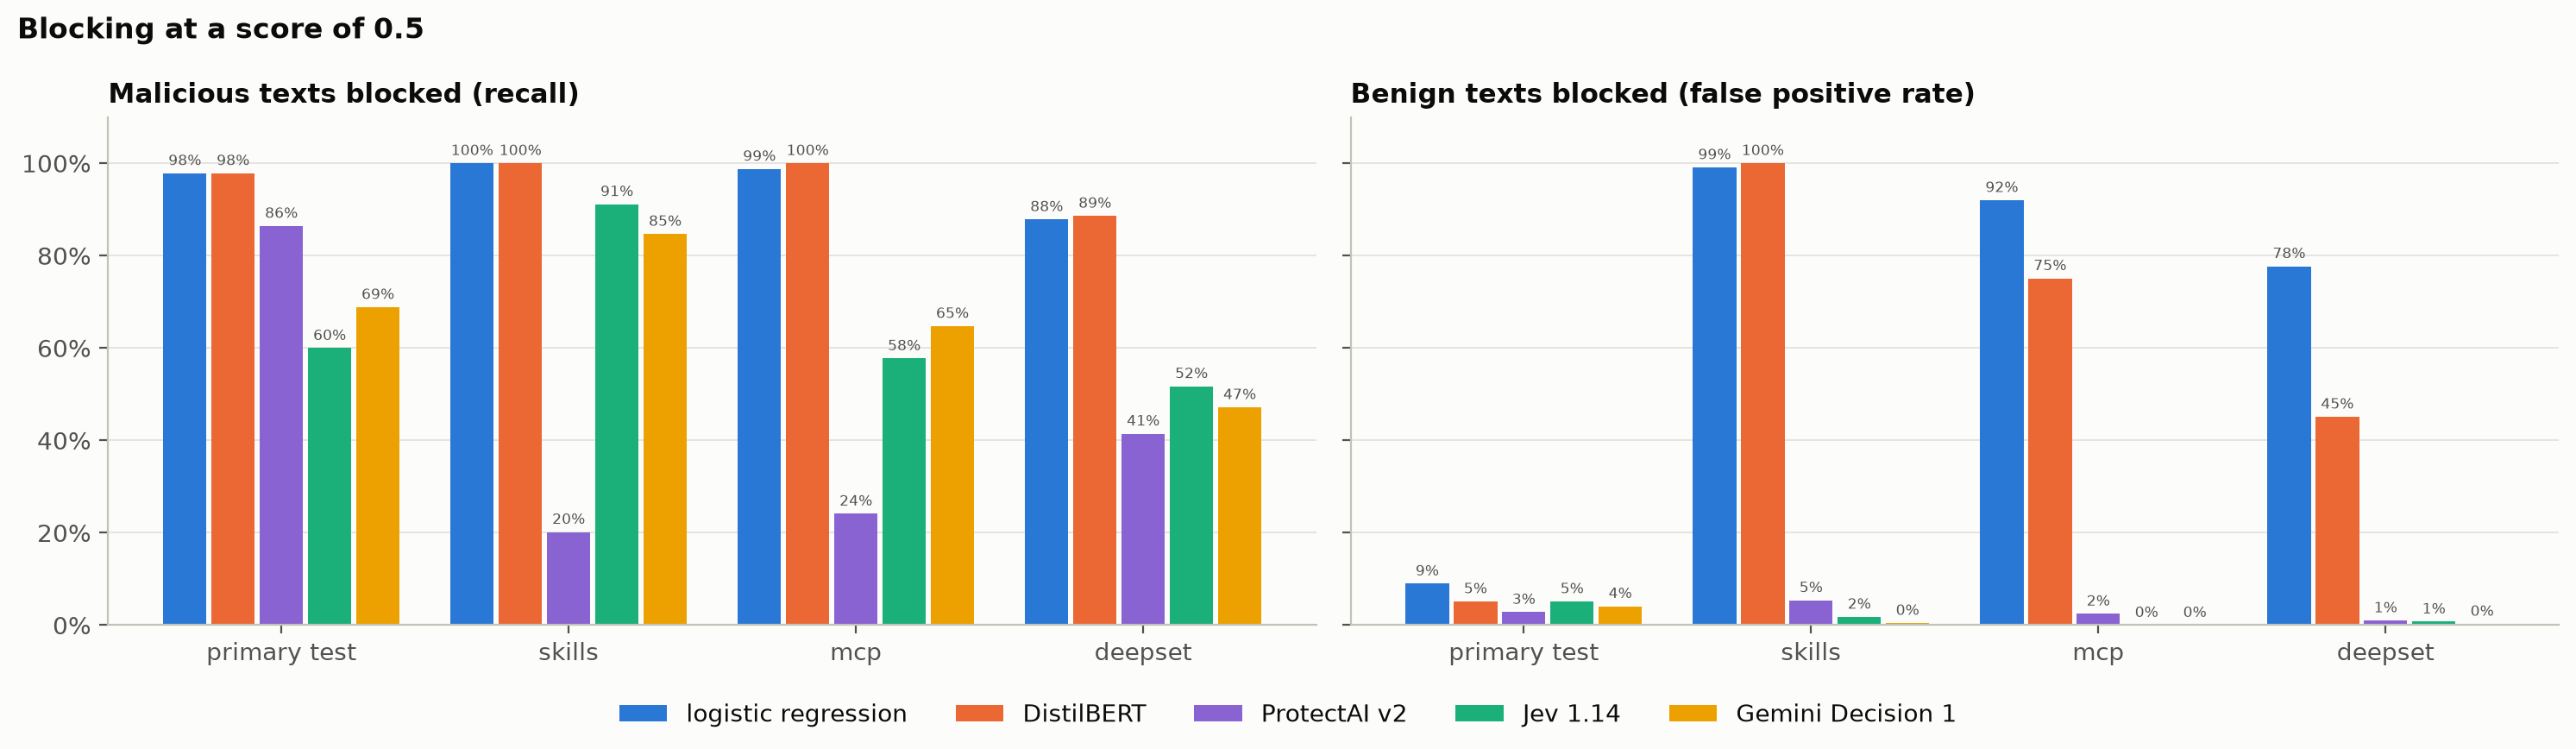 Blocking at a score of 0.5
Malicious texts blocked (recall)
100%
80%
60%
40%
20%
0%
98% 98% 86% 60% 69%
100% 100% 20% 91% 85%
99% 100% 24% 58% 65%
88% 89% 41% 52% 47%
primary test skills mcp deepset
Benign texts blocked (false positive rate)
9% 5% 3% 5% 4%
99% 100% 5% 2% 0%
92% 75% 2% 0% 0%
78% 45% 1% 1% 0%
primary test skills mcp deepset
logistic regression DistilBERT ProtectAI v2 Jev 1.14 Gemini Decision 1